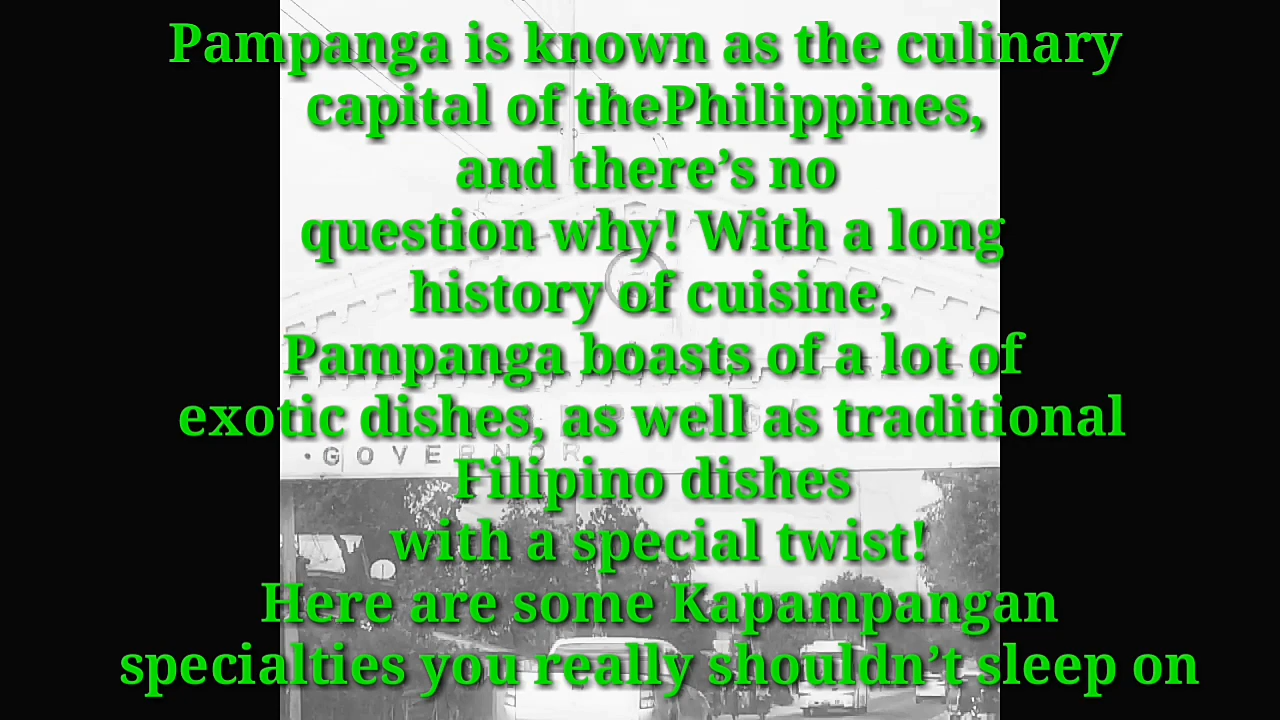 Pampanga is known as the culinary
capital of thePhilippines,
and there’s no
question why! With a long
history of cuisine,
Pampanga boasts of a lot of
exotic dishes, as well as traditional
Filipino dishes
with a special twist!
Here are some Kapampangan
specialties you really shouldn’t sleep on
•GOVERNOR